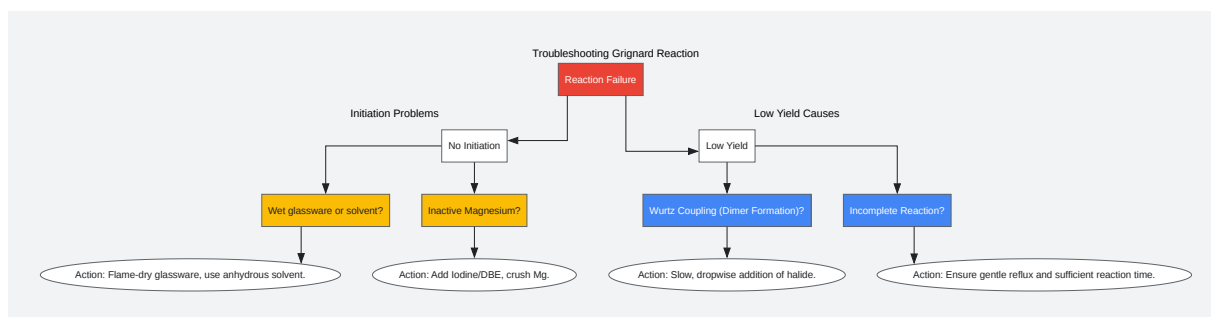 Troubleshooting Grignard Reaction
Reaction Failure
Initiation Problems
Low Yield Causes
No Initiation
Low Yield
Wet glassware or solvent?
Inactive Magnesium?
Wurtz Coupling (Dimer Formation)?
Incomplete Reaction?
Action: Flame-dry glassware, use anhydrous solvent.
Action: Add Iodine/DBE, crush Mg.
Action: Slow, dropwise addition of halide.
Action: Ensure gentle reflux and sufficient reaction time.